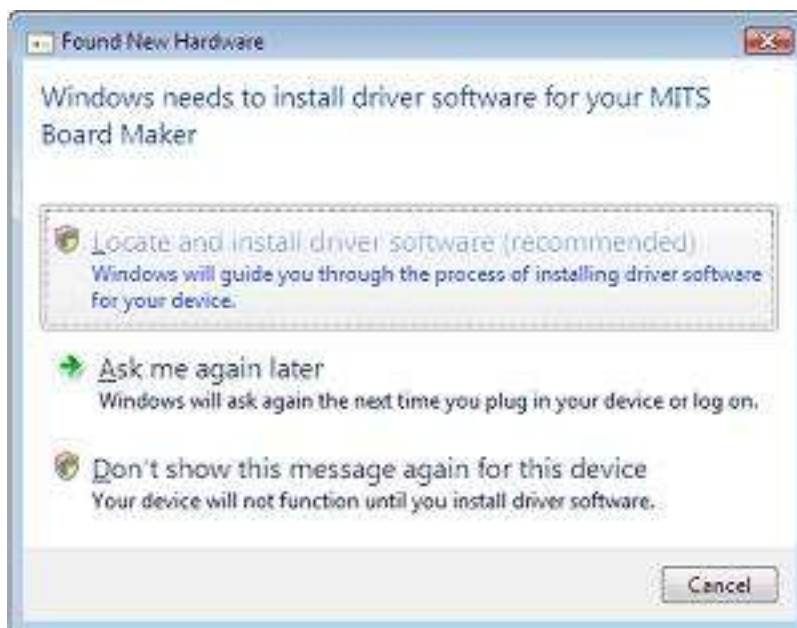 Found New Hardware
Windows needs to install driver software for your MITS
Board Maker
Locate and install driver software (recommended)
Windows will guide you through the process of installing driver software
for your device.
Ask me again later
Windows will ask again the next time you plug in your device or log on.
Don't show this message again for this device
Your device will not function until you install driver software.
Cancel